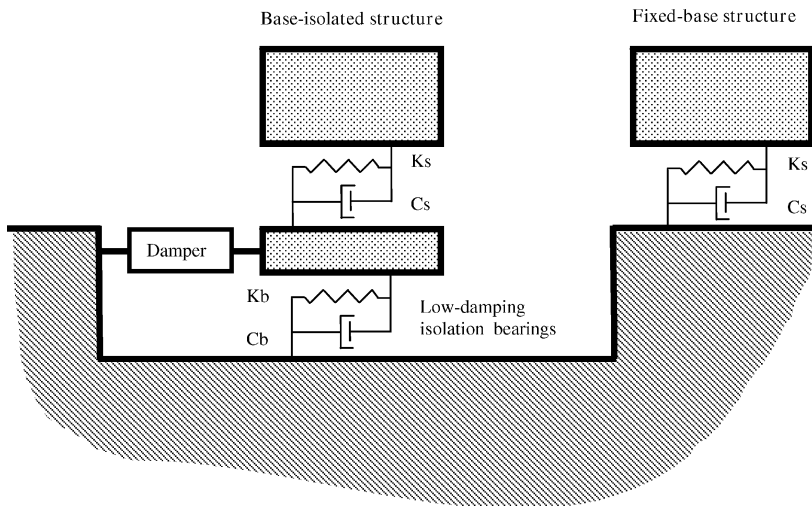 Base-isolated structure
Fixed-base structure
Ks
Cs
Ks
Cs
Damper
Kb
Cb
Low-damping
isolation bearings